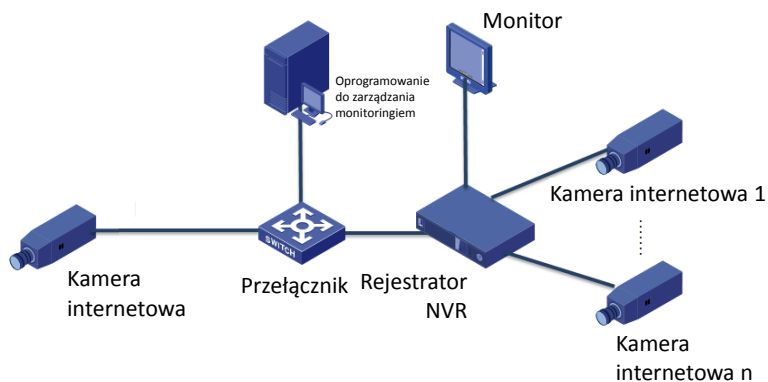 Monitor
Oprogramowanie
do zarządzania
monitoringiem
Kamera internetowa 1
SWITCH
Kamera
internetowa
Przełącznik
Rejestrator
NVR
Kamera
internetowa n